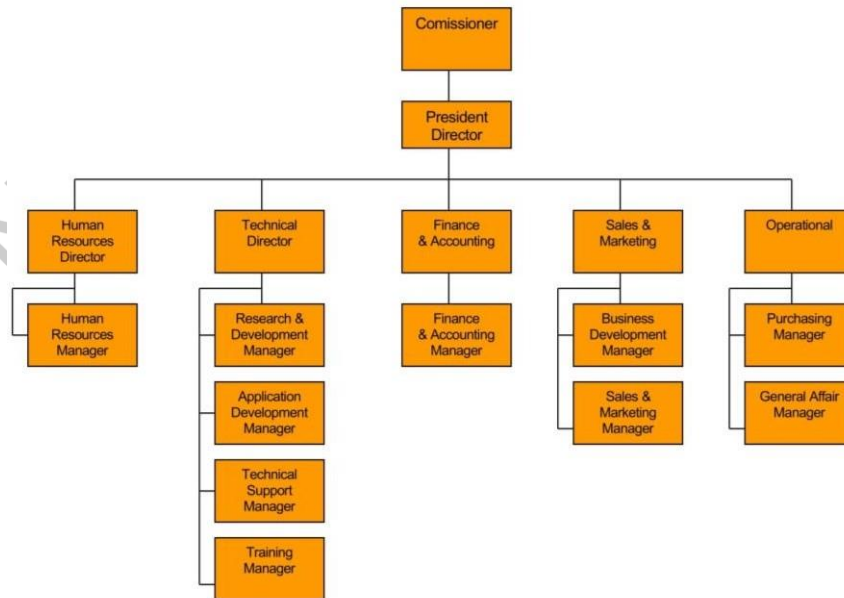 Comissioner
President
Director
Human
Resources
Director
Technical
Director
Finance
& Accounting
Sales &
Marketing
Operational
Human
Resources
Manager
Research &
Development
Manager
Finance
& Accounting
Manager
Business
Development
Manager
Purchasing
Manager
Application
Development
Manager
Sales &
Marketing
Manager
General Affair
Manager
Technical
Support
Manager
Training
Manager